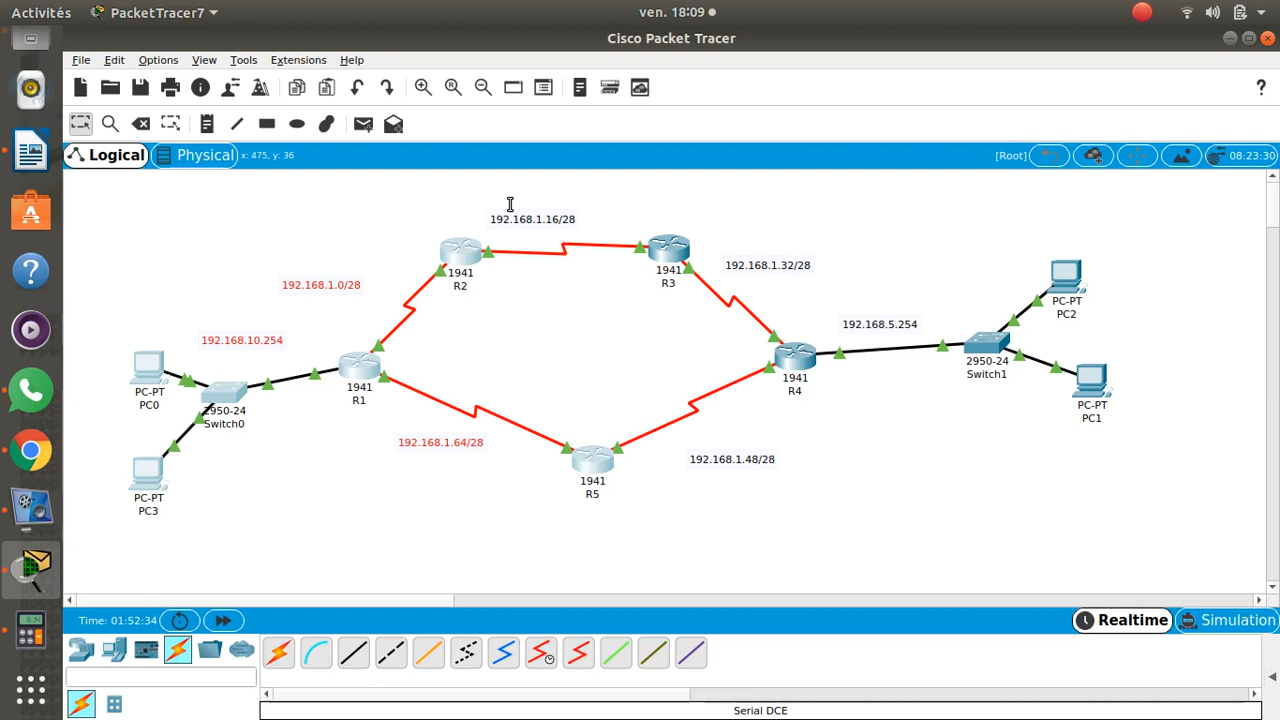 Activités
PacketTracer7
ven. 18:09
Cisco Packet Tracer
File Edit Options View Tools Extensions Help
Logical
Physical
x: 475, y: 36
[Root]
08:23:30
192.168.1.16/28
1941
R2
1941
R3
192.168.1.32/28
192.168.1.0/28
PC-PT
PC2
192.168.5.254
192.168.10.254
2950-24
Switch1
1941
R4
1941
R1
PC-PT
PC0
2950-24
Switch0
PC-PT
PC1
192.168.1.64/28
192.168.1.48/28
1941
R5
PC-PT
PC3
Time: 01:52:34
Realtime
Simulation
Serial DCE